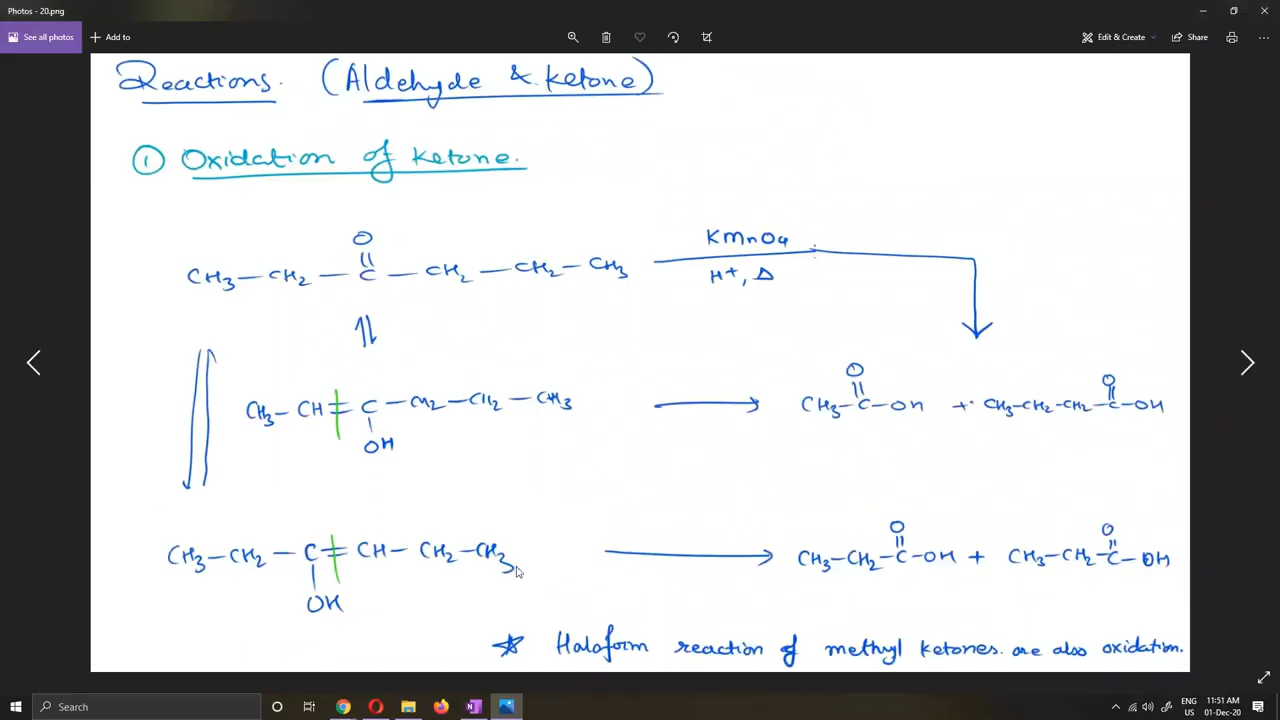 Photos - 20.png
See all photos
Add to
Edit & Create
Share
Reactions. (Aldehyde & Ketone)
① Oxidation of Ketone.
O
CH3—CH2—C—CH2—CH2—CH3
KMnO4
H+, Δ
CH3—CH=C—CH2—CH2—CH3
OH
O O
CH3—C—OH + CH3—CH2—CH2—C—OH
CH3—CH2—C=CH—CH2—CH3
OH
O O
CH3—CH2—C—OH + CH3—CH2—C—OH
☆ Haloform reaction of methyl ketones are also oxidation.
Search
ENG
US
11:51 AM
01-Dec-20